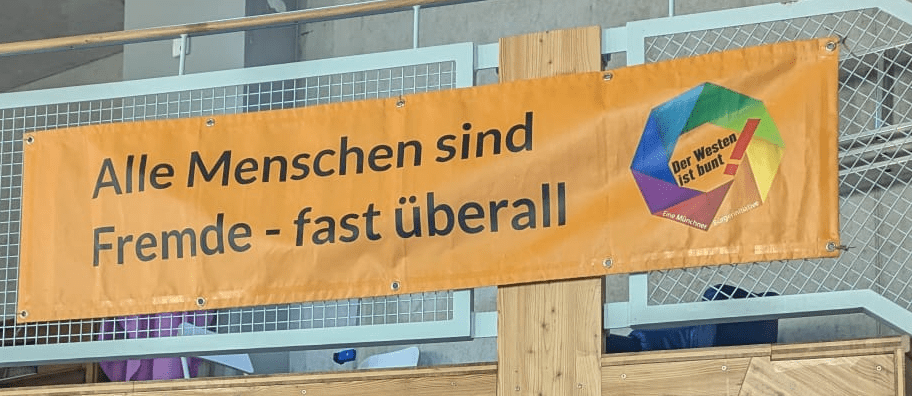 Alle Menschen sind
Fremde - fast überall
Der Westen
ist bunt!
Eine Münchner Bürgerinitiative